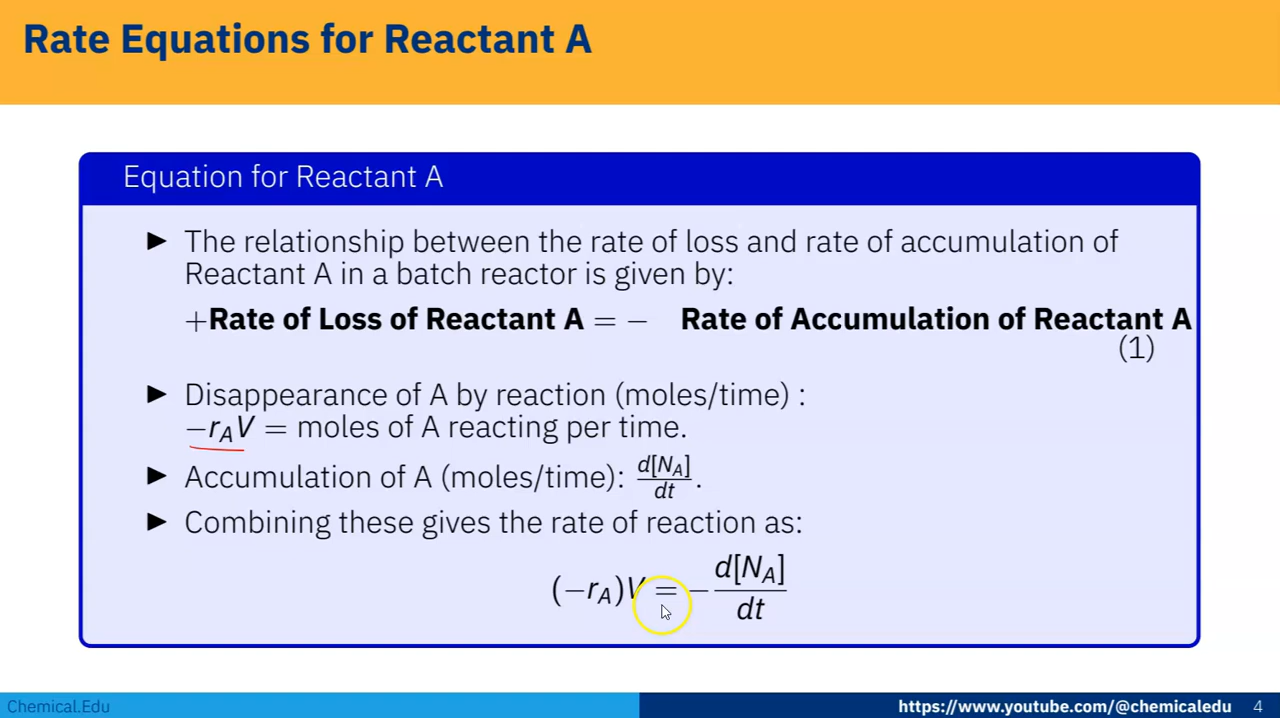 Rate Equations for Reactant A
Equation for Reactant A
▶ The relationship between the rate of loss and rate of accumulation of
Reactant A in a batch reactor is given by:
+Rate of Loss of Reactant A = − Rate of Accumulation of Reactant A
(1)
▶ Disappearance of A by reaction (moles/time) :
−r_A V = moles of A reacting per time.
▶ Accumulation of A (moles/time): d[N_A]/dt.
▶ Combining these gives the rate of reaction as:
(−r_A)V = − d[N_A]/dt
Chemical.Edu https://www.youtube.com/@chemicaledu 4